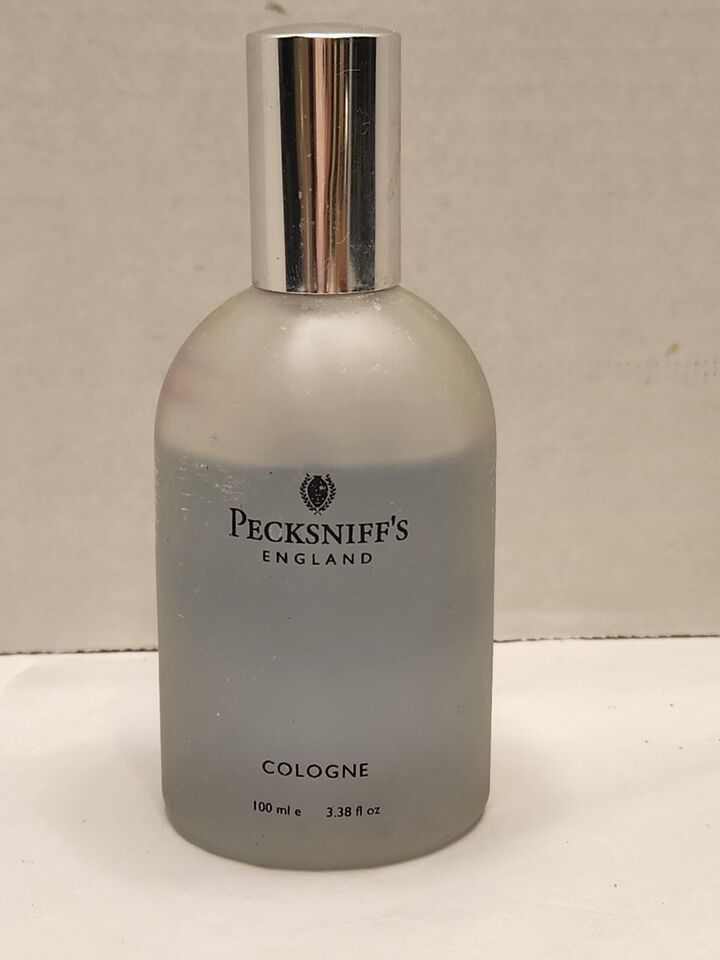 PECKSNIFF'S
ENGLAND
COLOGNE
100 ml e 3.38 fl oz